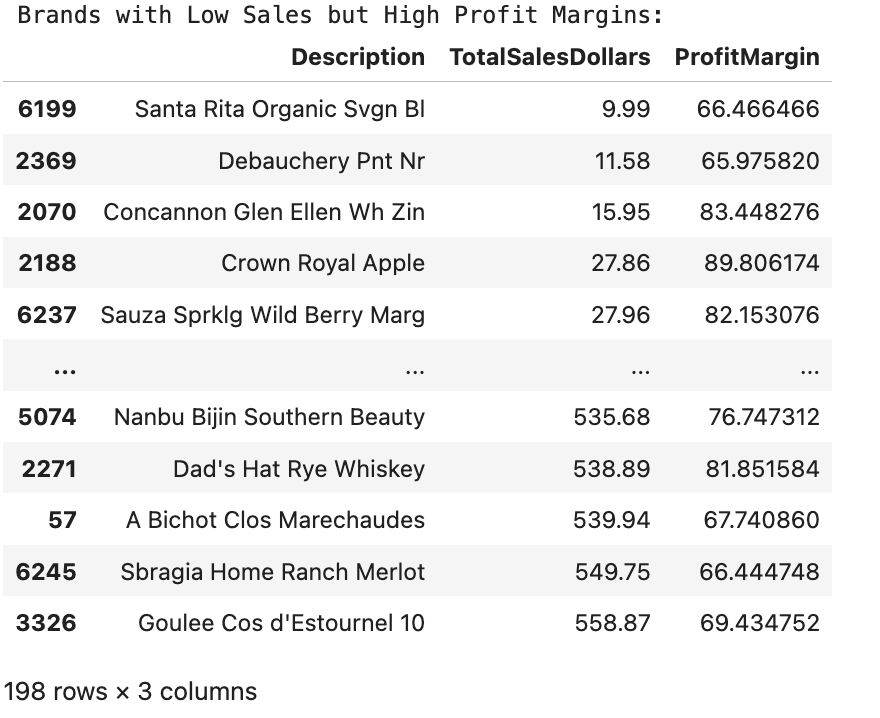 Brands with Low Sales but High Profit Margins:
Description TotalSalesDollars ProfitMargin
6199 Santa Rita Organic Svgn Bl 9.99 66.466466
2369 Debauchery Pnt Nr 11.58 65.975820
2070 Concannon Glen Ellen Wh Zin 15.95 83.448276
2188 Crown Royal Apple 27.86 89.806174
6237 Sauza Sprklg Wild Berry Marg 27.96 82.153076
... ... ... ...
5074 Nanbu Bijin Southern Beauty 535.68 76.747312
2271 Dad's Hat Rye Whiskey 538.89 81.851584
57 A Bichot Clos Marechaudes 539.94 67.740860
6245 Sbragia Home Ranch Merlot 549.75 66.444748
3326 Goulee Cos d'Estournel 10 558.87 69.434752
198 rows × 3 columns